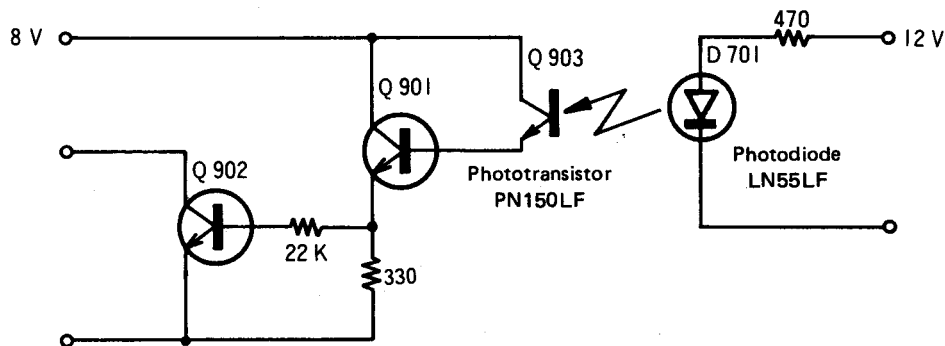 470
8 V
12 V
D 701
Q 903
Q 901
Photodiode
LN55LF
Phototransistor
PN150LF
Q 902
22 K
330